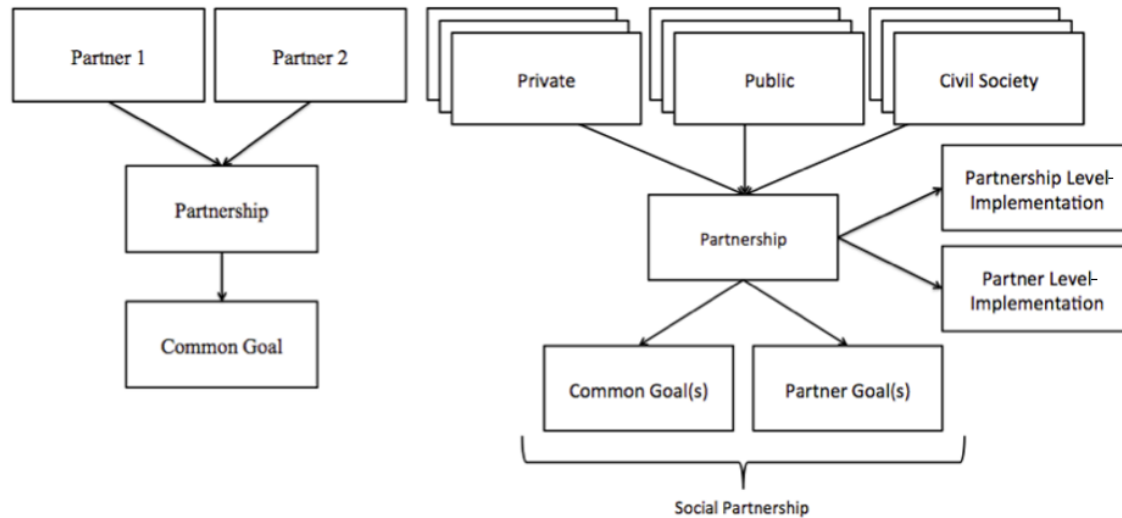 Partner 1
Partner 2
Partnership
Common Goal
Private
Public
Civil Society
Partnership
Partnership Level-
Implementation
Partner Level-
Implementation
Common Goal(s)
Partner Goal(s)
Social Partnership